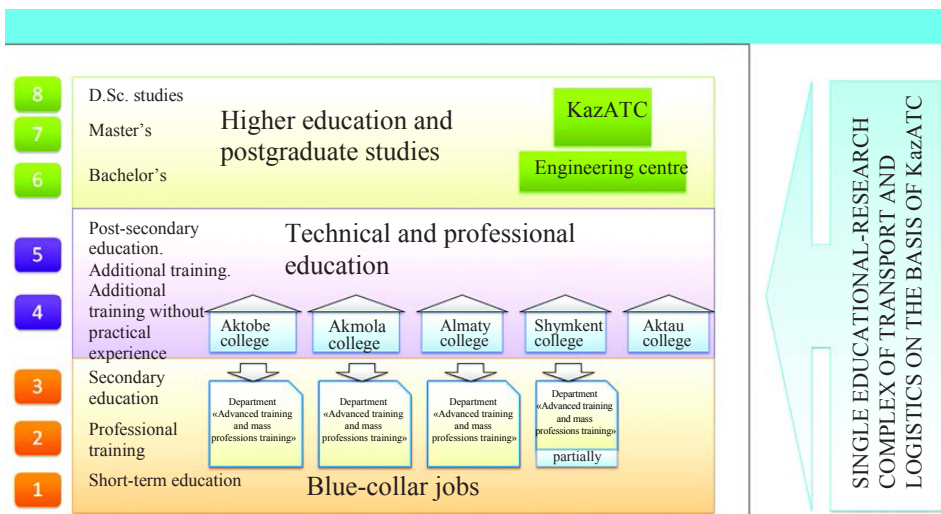 8
D.Sc. studies
7
Master's
6
Bachelor's
Higher education and
postgraduate studies
KazATC
Engineering centre
5
4
Post-secondary
education.
Additional training.
Additional
training without
practical
experience
Technical and professional
education
Aktobe
college
Akmola
college
Almaty
college
Shymkent
college
Aktau
college
3
Secondary
education
2
Professional
training
1
Short-term education
Department
«Advanced training
and mass
professions training»
Department
«Advanced training
and mass
professions training»
Department
«Advanced training
and mass
professions training»
Department
«Advanced training
and mass
professions training»
partially
Blue-collar jobs
SINGLE EDUCATIONAL-RESEARCH
COMPLEX OF TRANSPORT AND
LOGISTICS ON THE BASIS OF KazATC